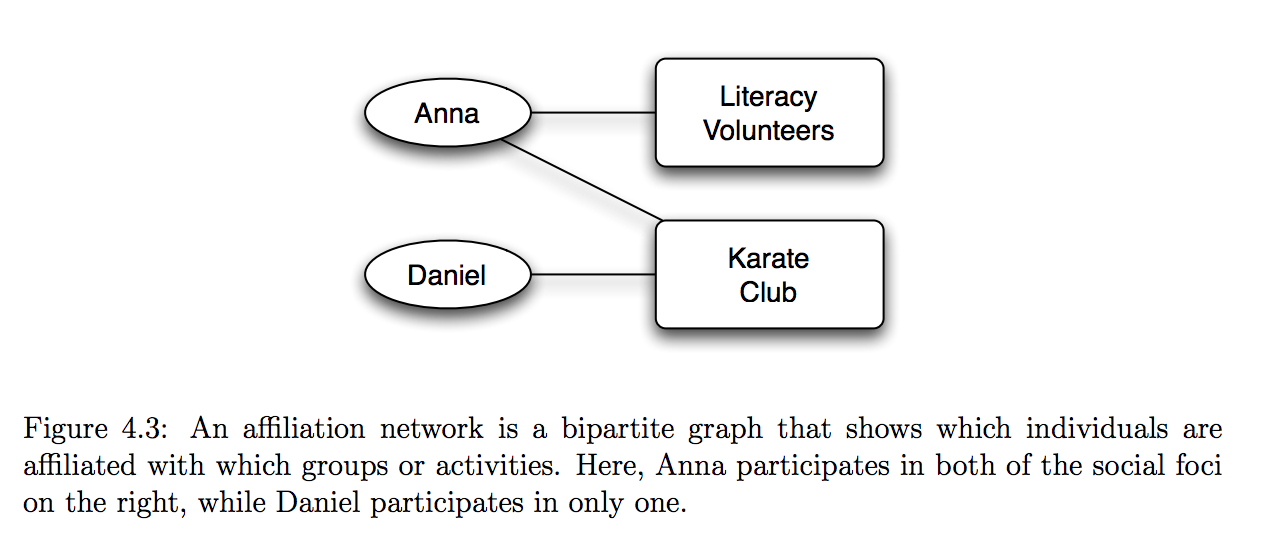 Anna
Literacy
Volunteers
Daniel
Karate
Club
Figure 4.3: An affiliation network is a bipartite graph that shows which individuals are
affiliated with which groups or activities. Here, Anna participates in both of the social foci
on the right, while Daniel participates in only one.